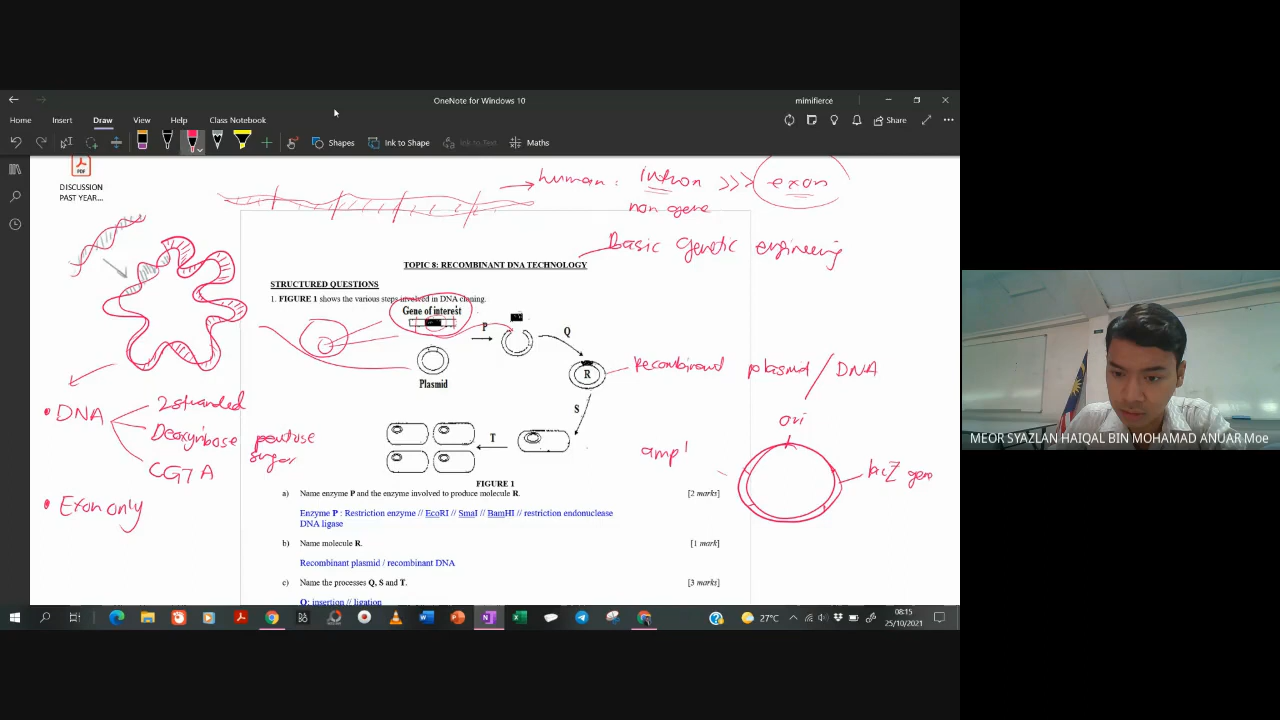 OneNote for Windows 10
mimifierce
Home Insert Draw View Help Class Notebook
Share
Shapes Ink to Shape Ink to Text Maths
PDF
DISCUSSION
PAST YEAR...
human : intron >>> exon
non gene
Basic Genetic engineering
TOPIC 8: RECOMBINANT DNA TECHNOLOGY
STRUCTURED QUESTIONS
1. FIGURE 1 shows the various steps involved in DNA cloning.
Gene of interest
P
Q
Plasmid
R
recombinant plasmid / DNA
S
T
• DNA
2 stranded
Deoxyribose pentose
sugar
CGTA
• Exon only
ori
amp
lacZ gene
FIGURE 1
a) Name enzyme P and the enzyme involved to produce molecule R. [2 marks]
Enzyme P : Restriction enzyme // EcoRI // SmaI // BamHI // restriction endonuclease
DNA ligase
b) Name molecule R. [1 mark]
Recombinant plasmid / recombinant DNA
c) Name the processes Q, S and T. [3 marks]
Q: insertion // ligation
MEOR SYAZLAN HAIQAL BIN MOHAMAD ANUAR Moe
27°C
08:15
25/10/2021